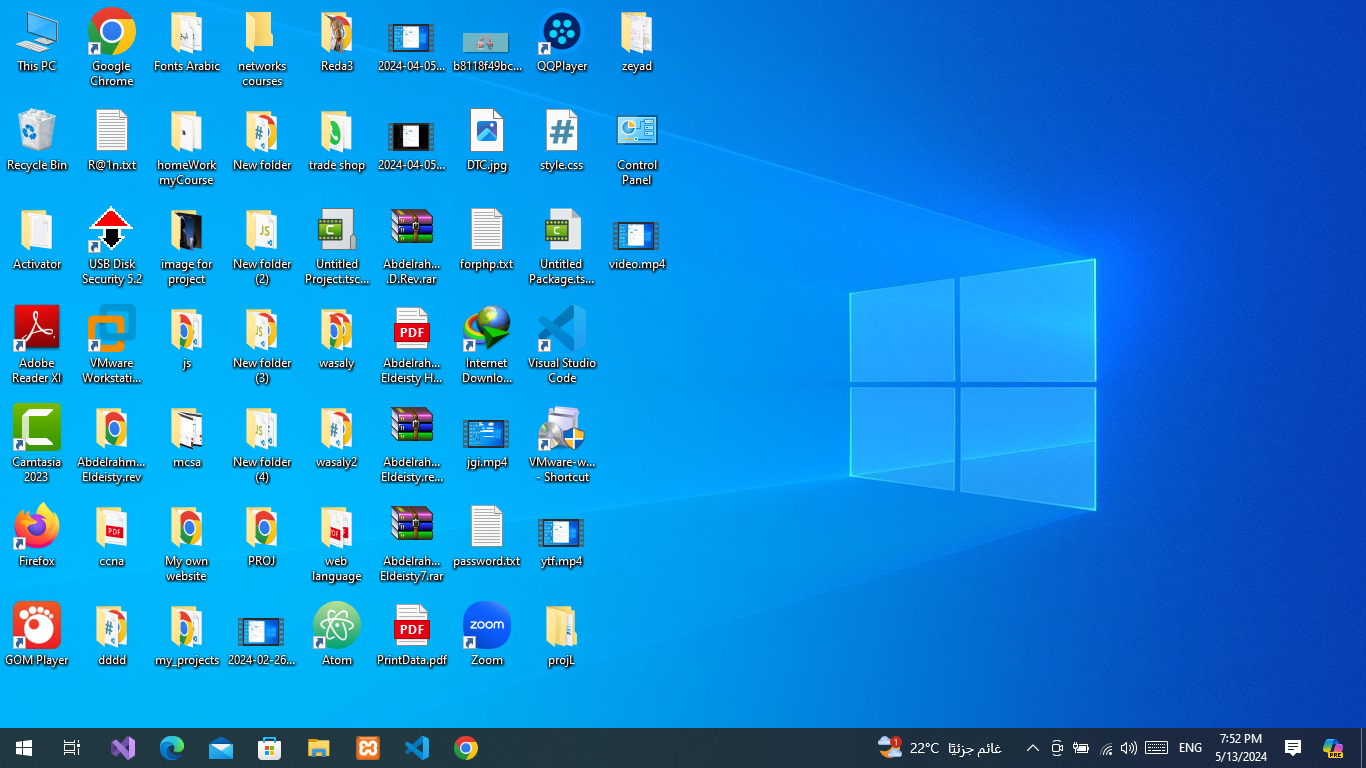 This PC
Google
Chrome
Fonts Arabic
networks
courses
Reda3
2024-04-05...
b8118f49bc...
QQPlayer
zeyad
Recycle Bin
R@1n.txt
homeWork
myCourse
New folder
trade shop
2024-04-05...
DTC.jpg
style.css
Control
Panel
Activator
USB Disk
Security 5.2
image for
project
New folder
(2)
Untitled
Project.tsc...
Abdelrah...
.D.Rev.rar
forphp.txt
Untitled
Package.ts...
video.mp4
Adobe
Reader XI
VMware
Workstati...
js
New folder
(3)
wasaly
Abdelrah...
Eldeisty H...
Internet
Downlo...
Visual Studio
Code
Camtasia
2023
Abdelrahm...
Eldeisty.rev
mcsa
New folder
(4)
wasaly2
Abdelrah...
Eldeisty.re...
jgi.mp4
VMware-w...
- Shortcut
Firefox
ccna
My own
website
PROJ
web
language
Abdelrah...
Eldeisty7.rar
password.txt
ytf.mp4
GOM Player
dddd
my_projects
2024-02-26...
Atom
PDF
PrintData.pdf
zoom
Zoom
projL
1
22°C غائم جزئيًا
ENG
7:52 PM
5/13/2024
PRE